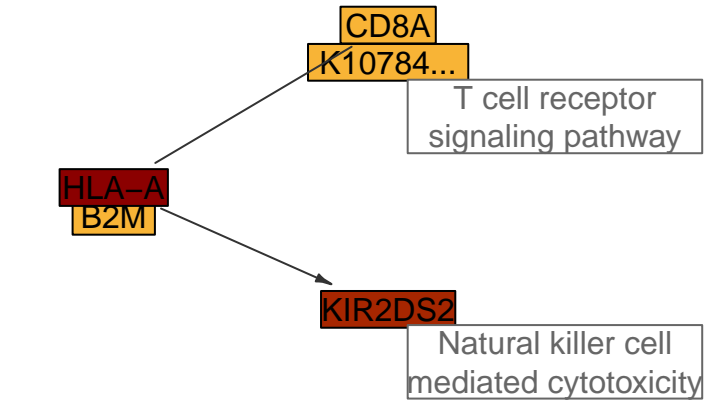 CD8A
K10784...
T cell receptor
signaling pathway
HLA−A
B2M
KIR2DS2
Natural killer cell
mediated cytotoxicity